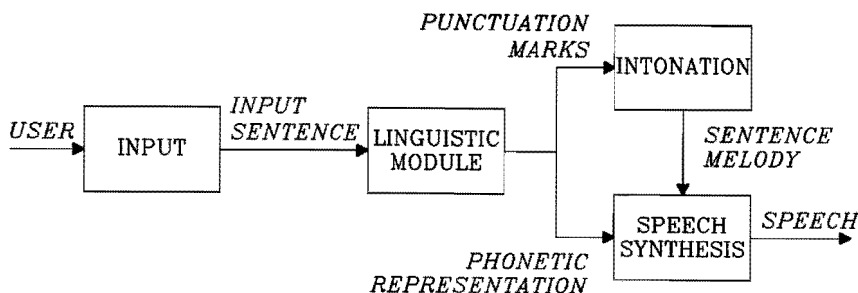 PUNCTUATION
MARKS
INTONATION
USER
INPUT
INPUT
SENTENCE
LINGUISTIC
MODULE
SENTENCE
MELODY
SPEECH
SYNTHESIS
SPEECH
PHONETIC
REPRESENTATION